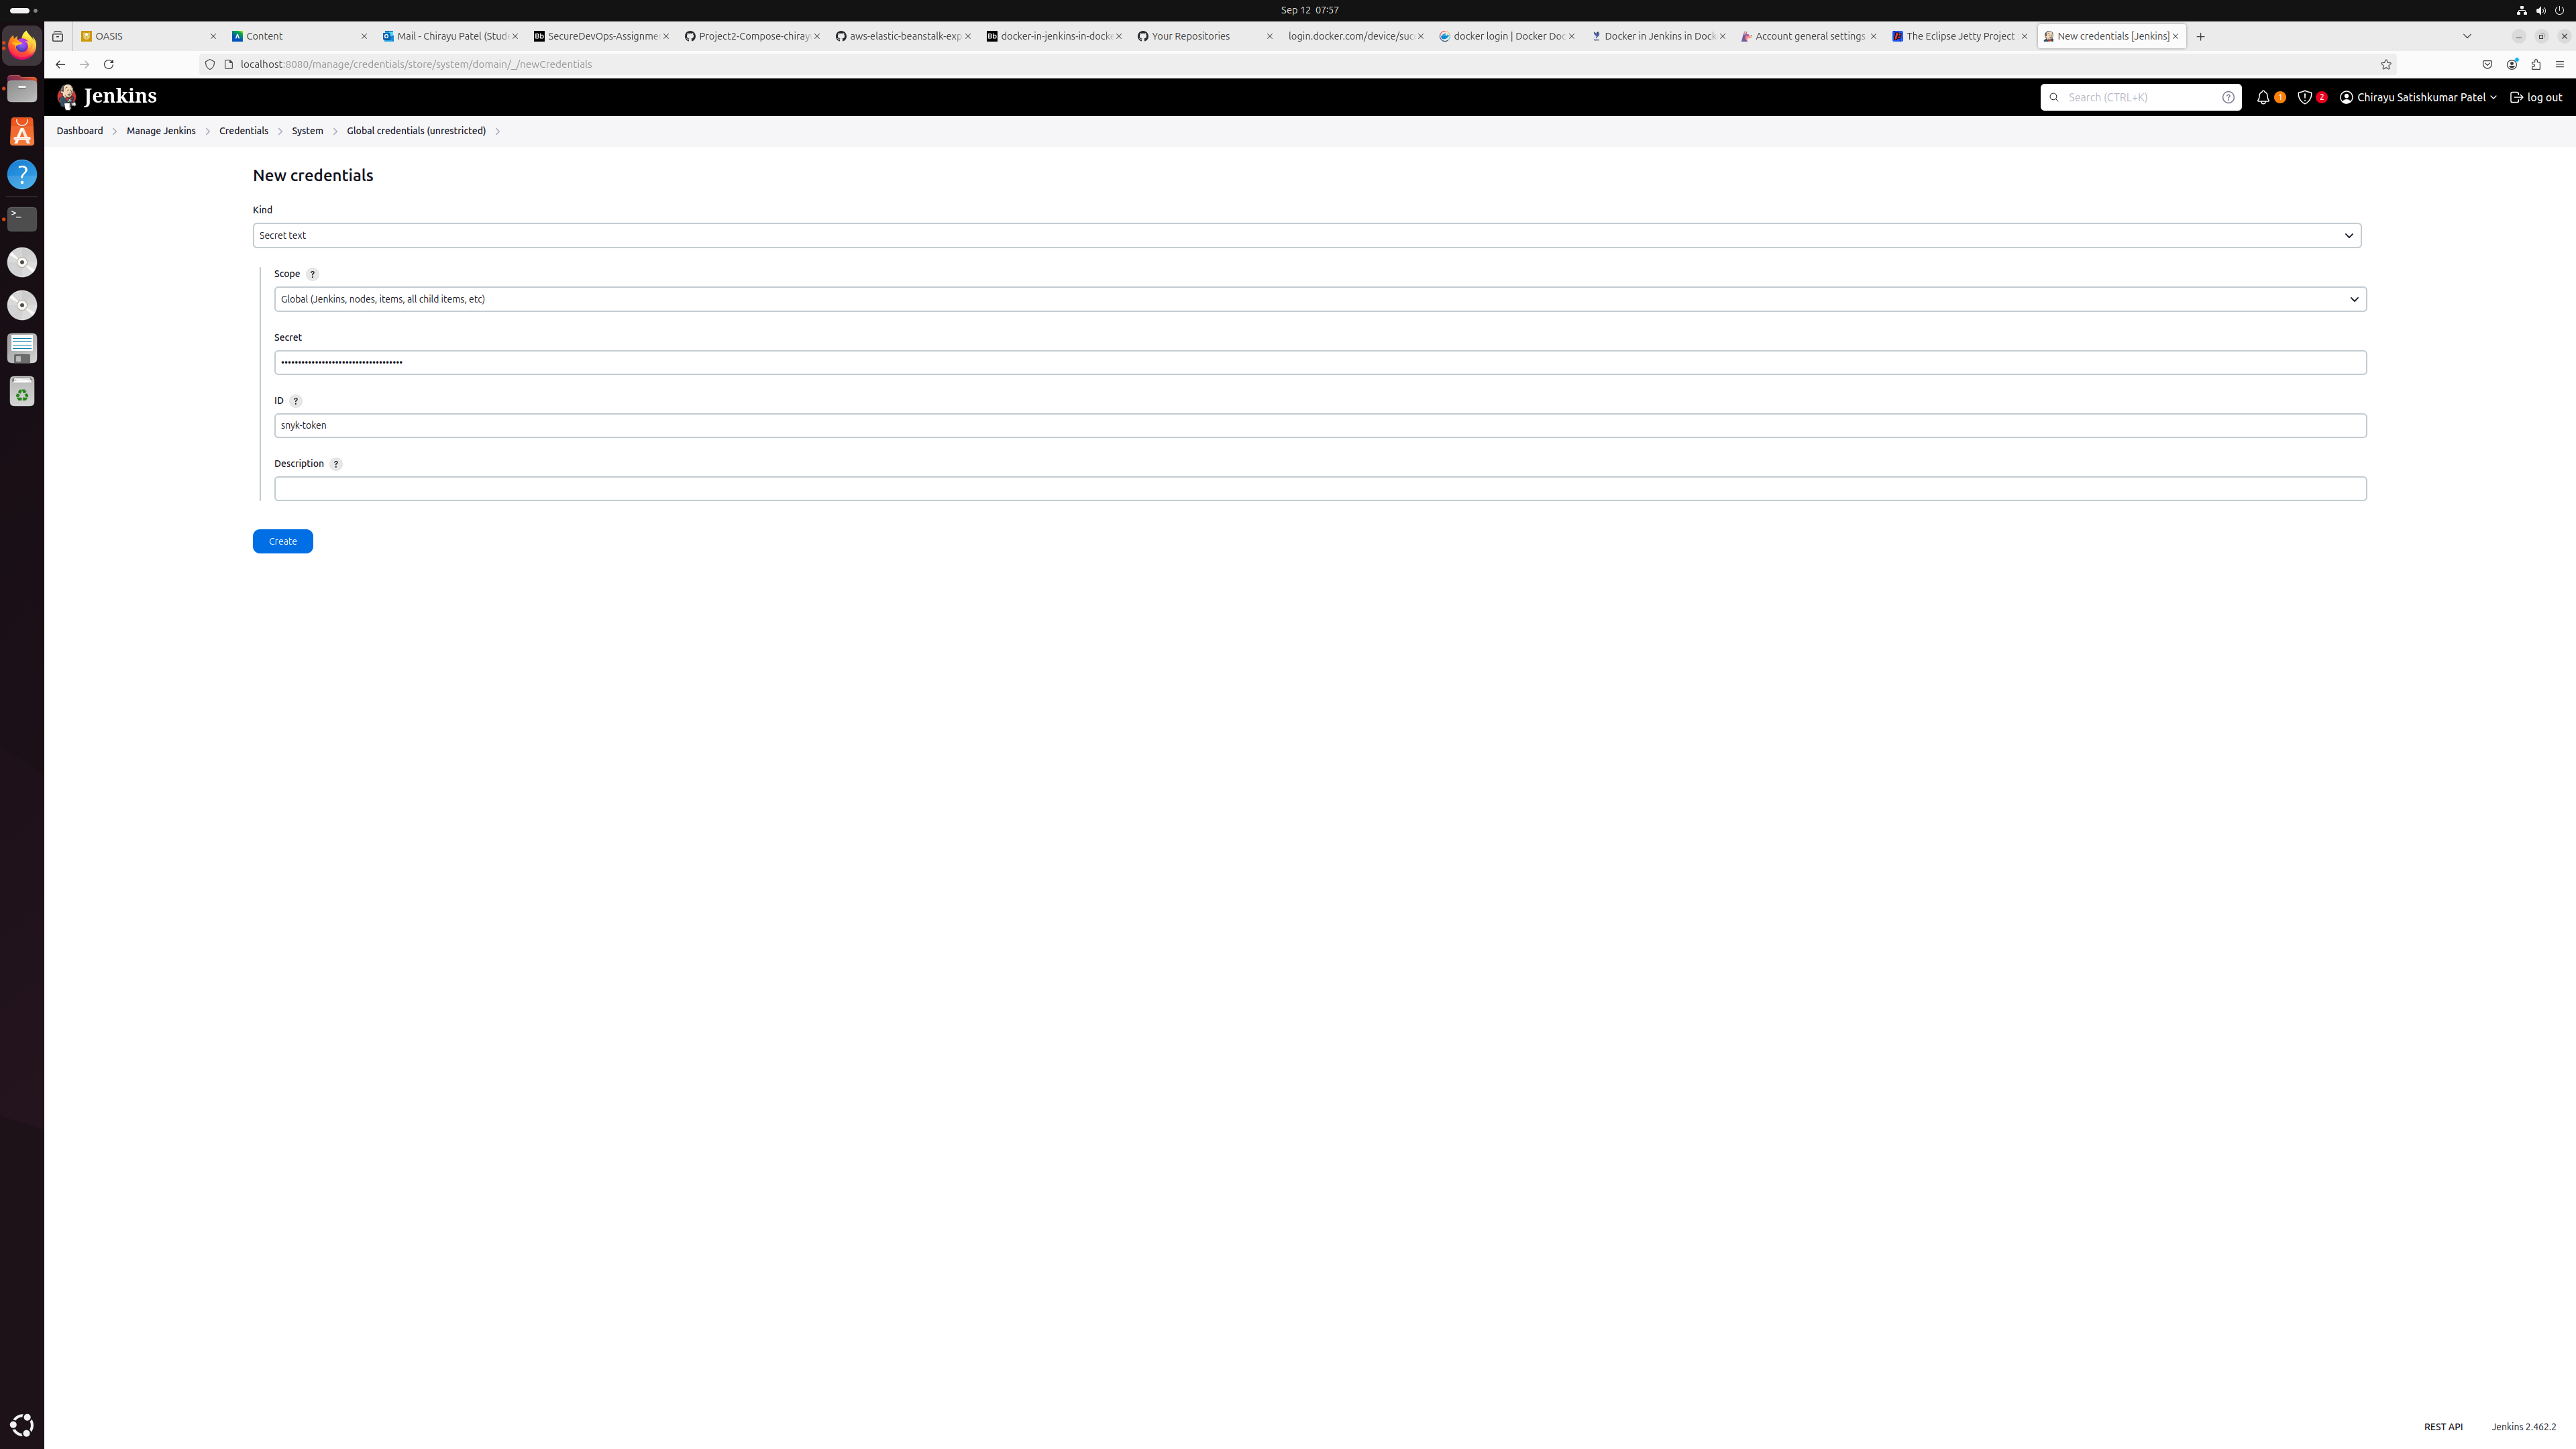 Sep 12 07:57
OASIS
Content
Mail - Chirayu Patel (Stud
SecureDevOps-Assignme
Project2-Compose-chiray
aws-elastic-beanstalk-exp
docker-in-jenkins-in-docke
Your Repositories
login.docker.com/device/suc
docker login | Docker Doc
Docker in Jenkins in Dock
Account general settings
The Eclipse Jetty Project
New credentials [Jenkins]
localhost:8080/manage/credentials/store/system/domain/_/newCredentials
Jenkins
Search (CTRL+K)
?
1
2
Chirayu Satishkumar Patel
log out
Dashboard
Manage Jenkins
Credentials
System
Global credentials (unrestricted)
New credentials
Kind
Secret text
Scope ?
Global (Jenkins, nodes, items, all child items, etc)
Secret
ID ?
snyk-token
Description ?
Create
REST API
Jenkins 2.462.2